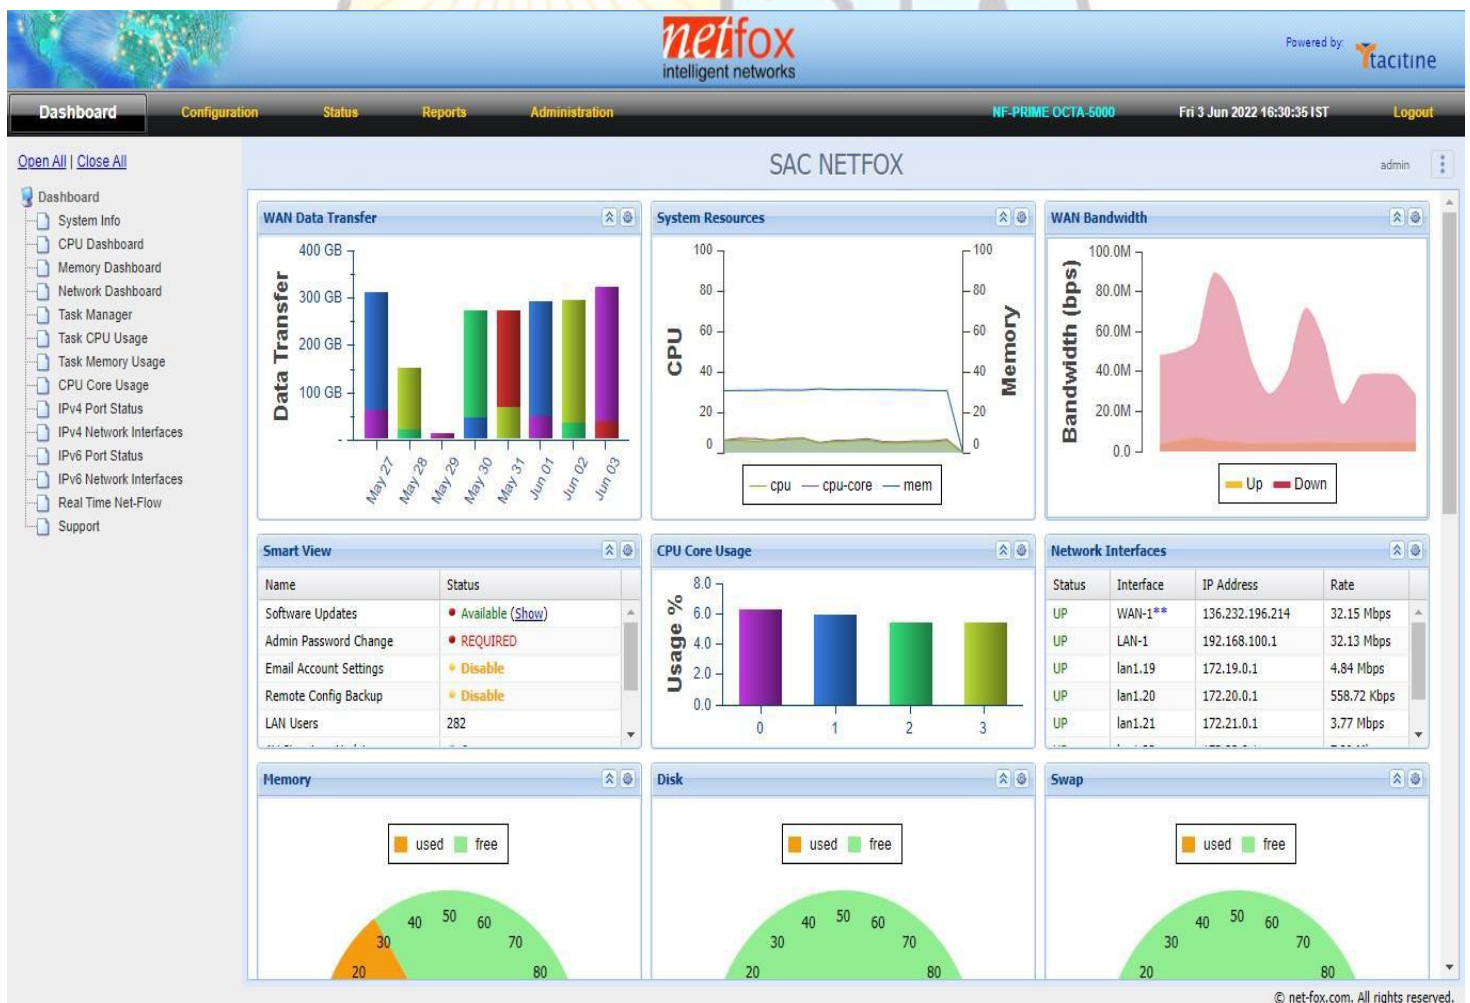 netfox
intelligent networks
Powered by:
tacitine
Dashboard Configuration Status Reports Administration NF-PRIME OCTA-5000 Fri 3 Jun 2022 16:30:35 IST Logout
Open All | Close All
SAC NETFOX
admin
Dashboard
System Info
CPU Dashboard
Memory Dashboard
Network Dashboard
Task Manager
Task CPU Usage
Task Memory Usage
CPU Core Usage
IPv4 Port Status
IPv4 Network Interfaces
IPv6 Port Status
IPv6 Network Interfaces
Real Time Net-Flow
Support
WAN Data Transfer
Data Transfer
400 GB
300 GB
200 GB
100 GB
-
May 27 May 28 May 29 May 30 May 31 Jun 01 Jun 02 Jun 03
System Resources
CPU
100
80
60
40
20
0
100
80
60
40
20
0
Memory
cpu cpu-core mem
WAN Bandwidth
Bandwidth (bps)
100.0M
80.0M
60.0M
40.0M
20.0M
0.0
Up Down
Smart View
Name Status
Software Updates Available (Show)
Admin Password Change REQUIRED
Email Account Settings Disable
Remote Config Backup Disable
LAN Users 282
CPU Core Usage
Usage %
8.0
6.0
4.0
2.0
0.0
0 1 2 3
Network Interfaces
Status Interface IP Address Rate
UP WAN-1** 136.232.196.214 32.15 Mbps
UP LAN-1 192.168.100.1 32.13 Mbps
UP lan1.19 172.19.0.1 4.84 Mbps
UP lan1.20 172.20.0.1 558.72 Kbps
UP lan1.21 172.21.0.1 3.77 Mbps
Memory
used free
20 30 40 50 60 70 80
Disk
used free
20 30 40 50 60 70 80
Swap
used free
20 30 40 50 60 70 80
© net-fox.com. All rights reserved.